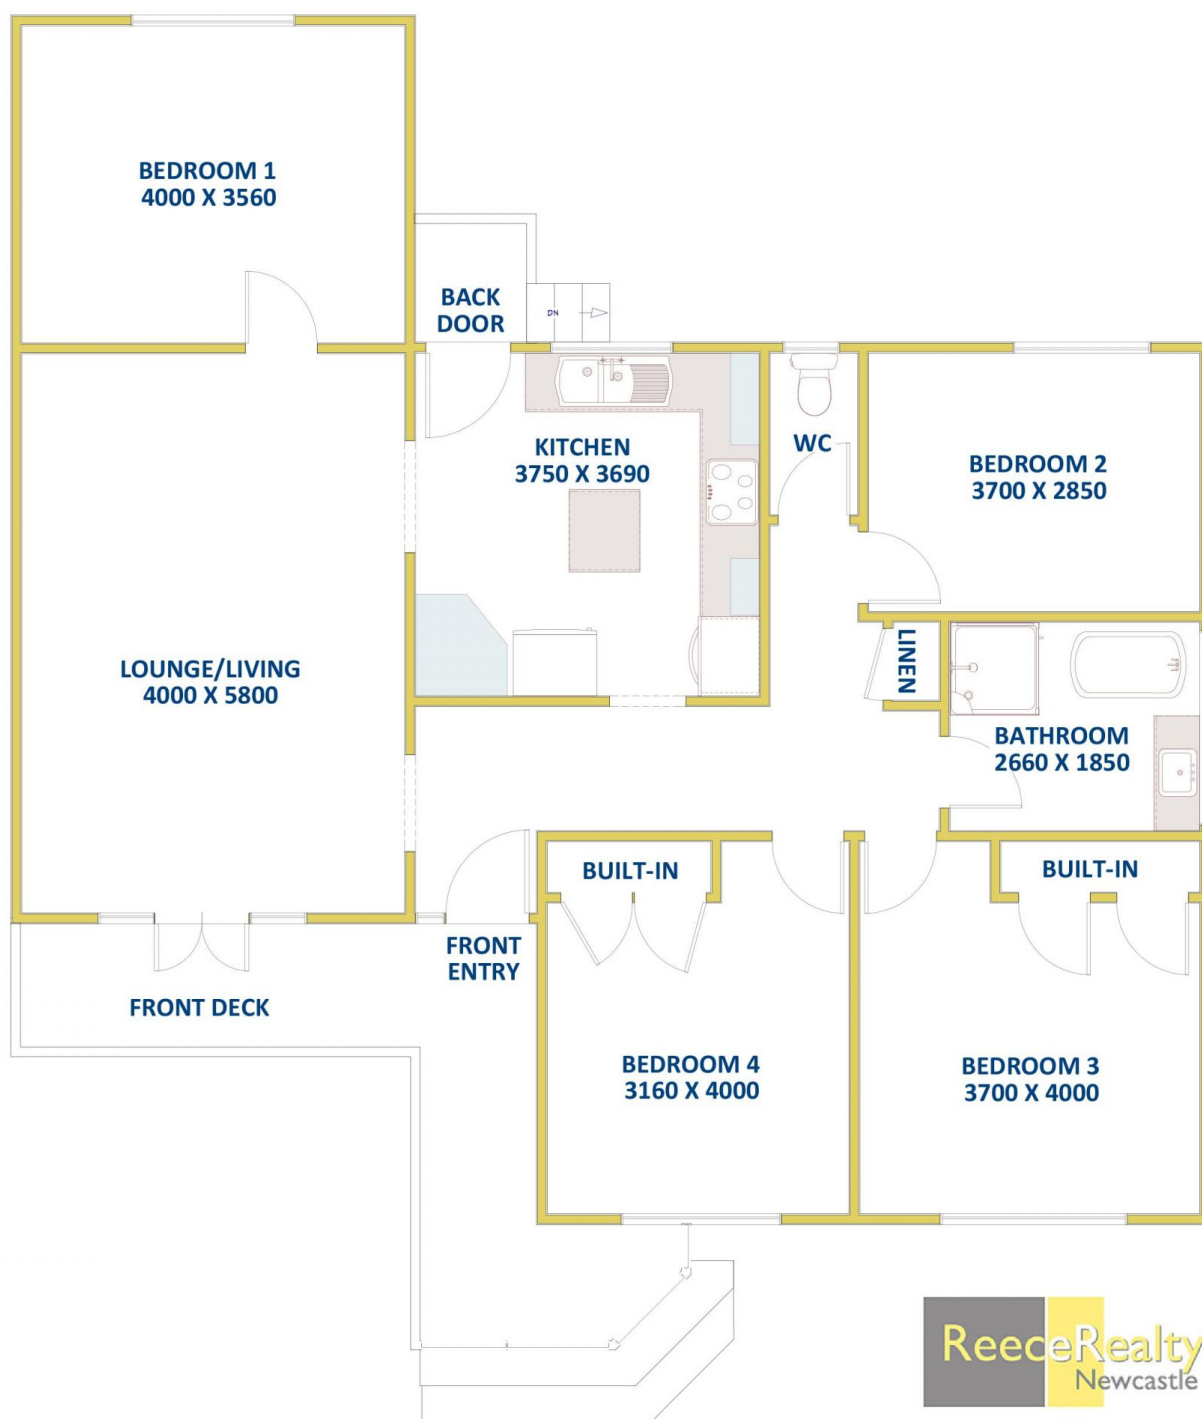 BEDROOM 1
4000 X 3560
BACK
DOOR
DN
KITCHEN
3750 X 3690
WC
BEDROOM 2
3700 X 2850
LOUNGE/LIVING
4000 X 5800
LINEN
BATHROOM
2660 X 1850
BUILT-IN
BUILT-IN
FRONT
ENTRY
FRONT DECK
BEDROOM 4
3160 X 4000
BEDROOM 3
3700 X 4000
ReeceRealty
Newcastle